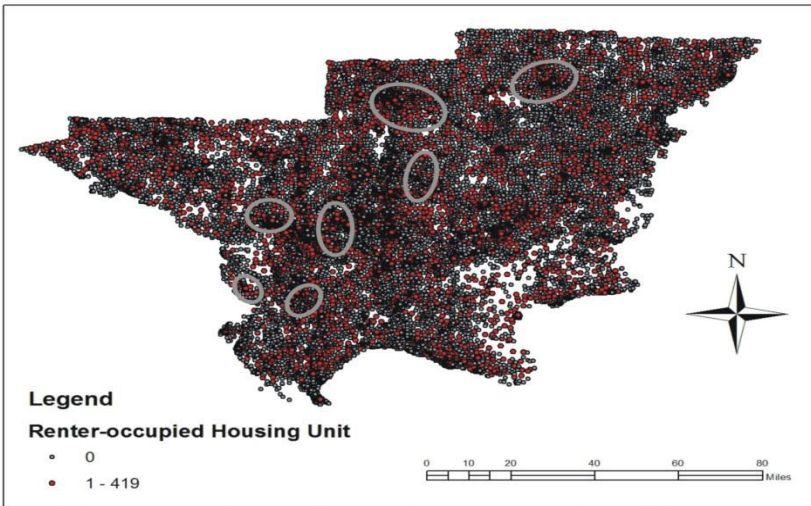 N
Legend
Renter-occupied Housing Unit
0
1 - 419
0 10 20 40 60 80
Miles